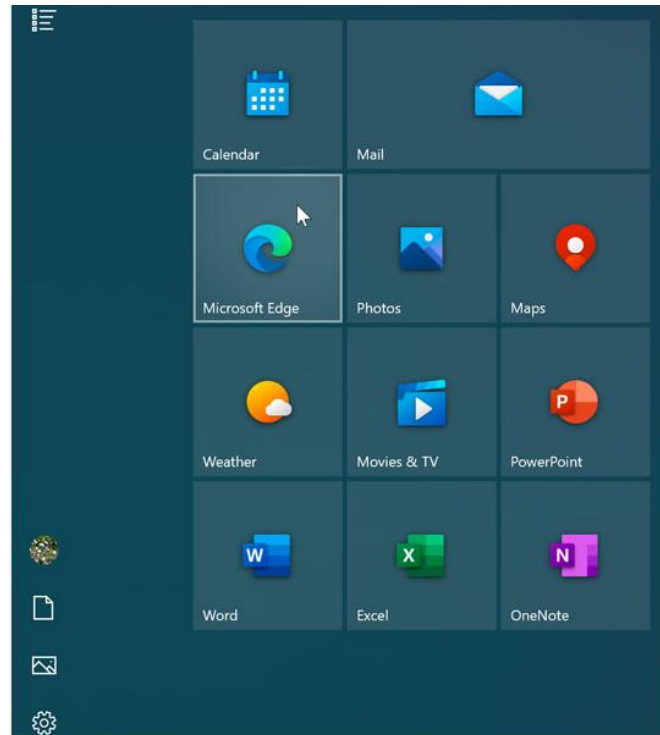 Calendar
Mail
Microsoft Edge
Photos
Maps
Weather
Movies & TV
P
PowerPoint
W
Word
X
Excel
N
OneNote